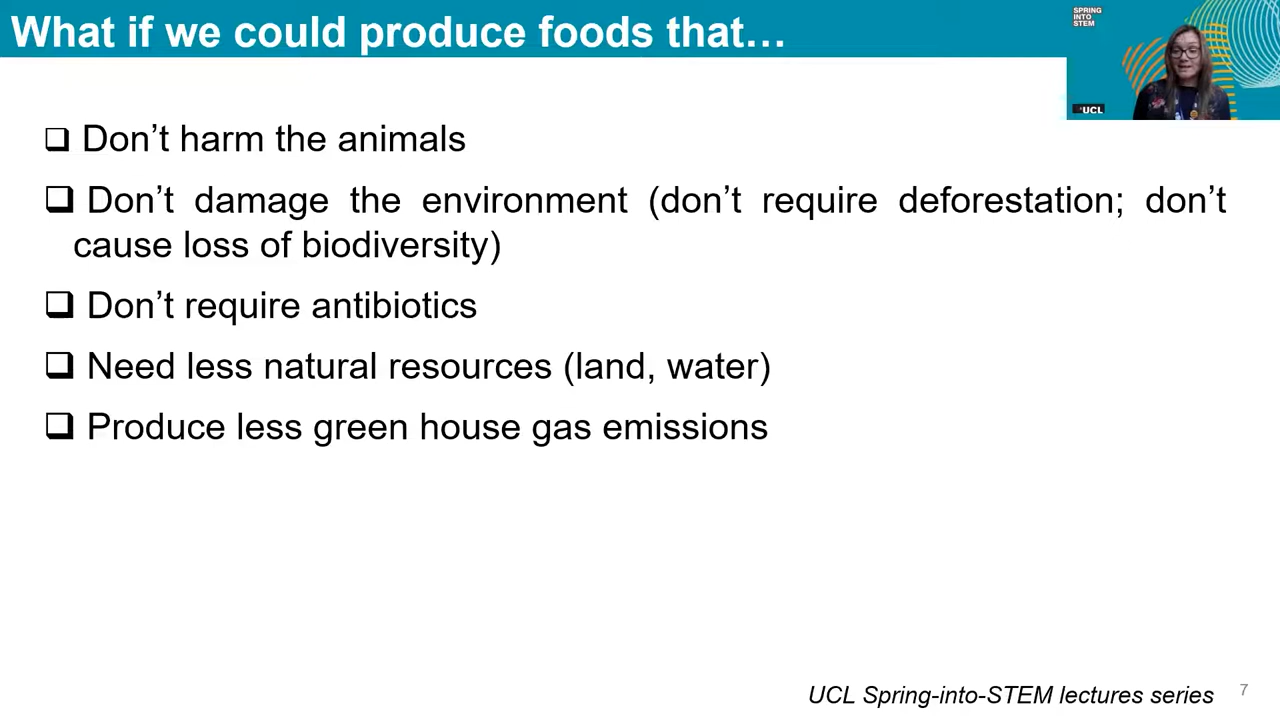 What if we could produce foods that…
SPRING
INTO
STEM
UCL
Don’t harm the animals
Don’t damage the environment (don’t require deforestation; don’t
cause loss of biodiversity)
Don’t require antibiotics
Need less natural resources (land, water)
Produce less green house gas emissions
UCL Spring-into-STEM lectures series
7